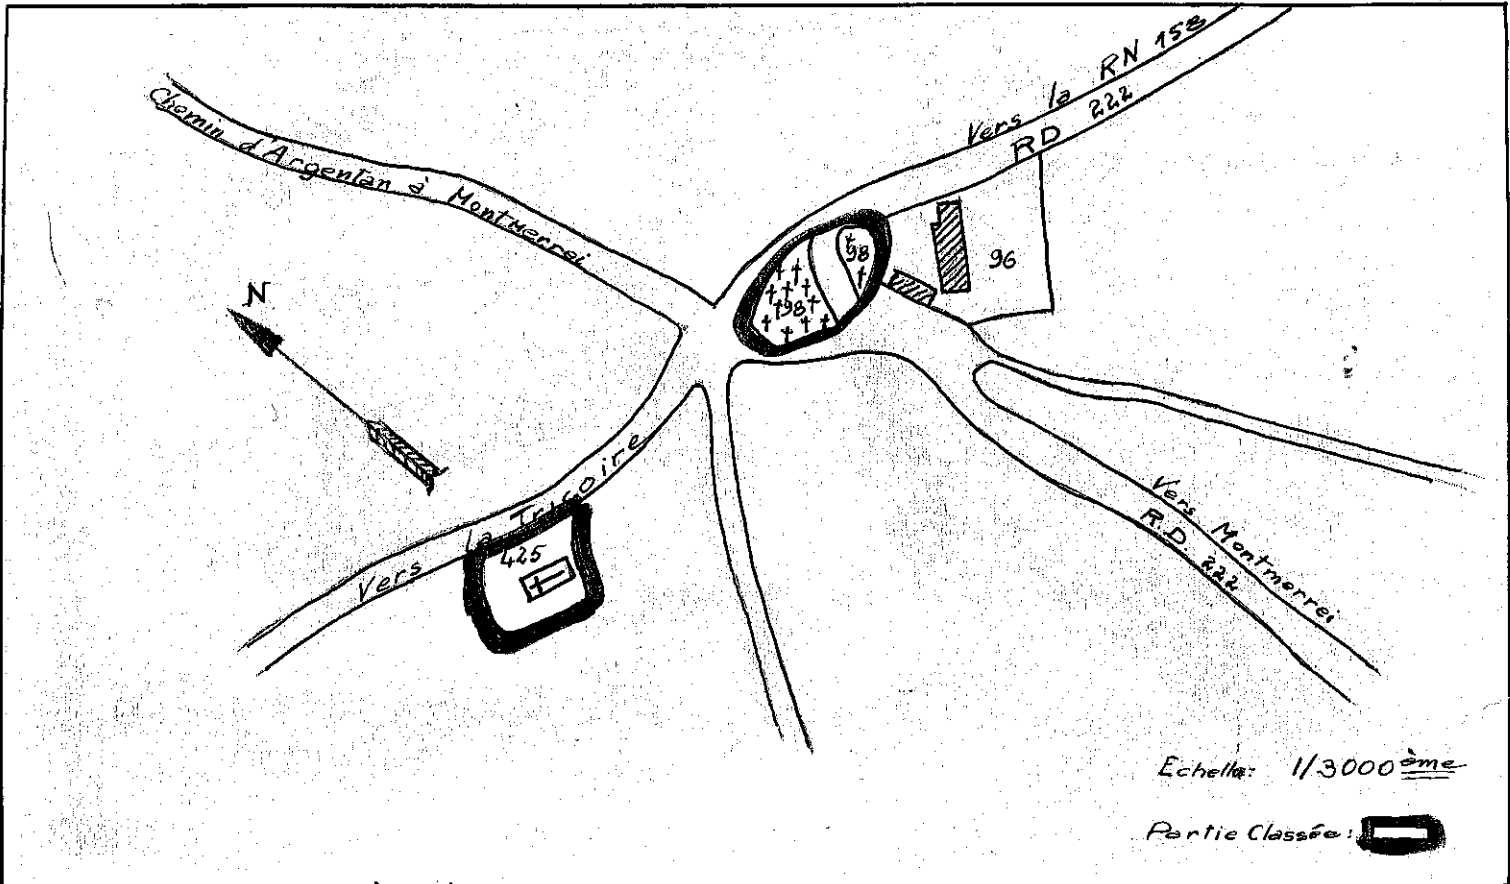 Vers la RN 158
RD 222
Chemin d'Argentan à Montmerrei
98
96
98
N
Vers la Trigoire
425
Vers Montmerrei
R.D 222
Echelle: 1/3000ème
Partie Classée: